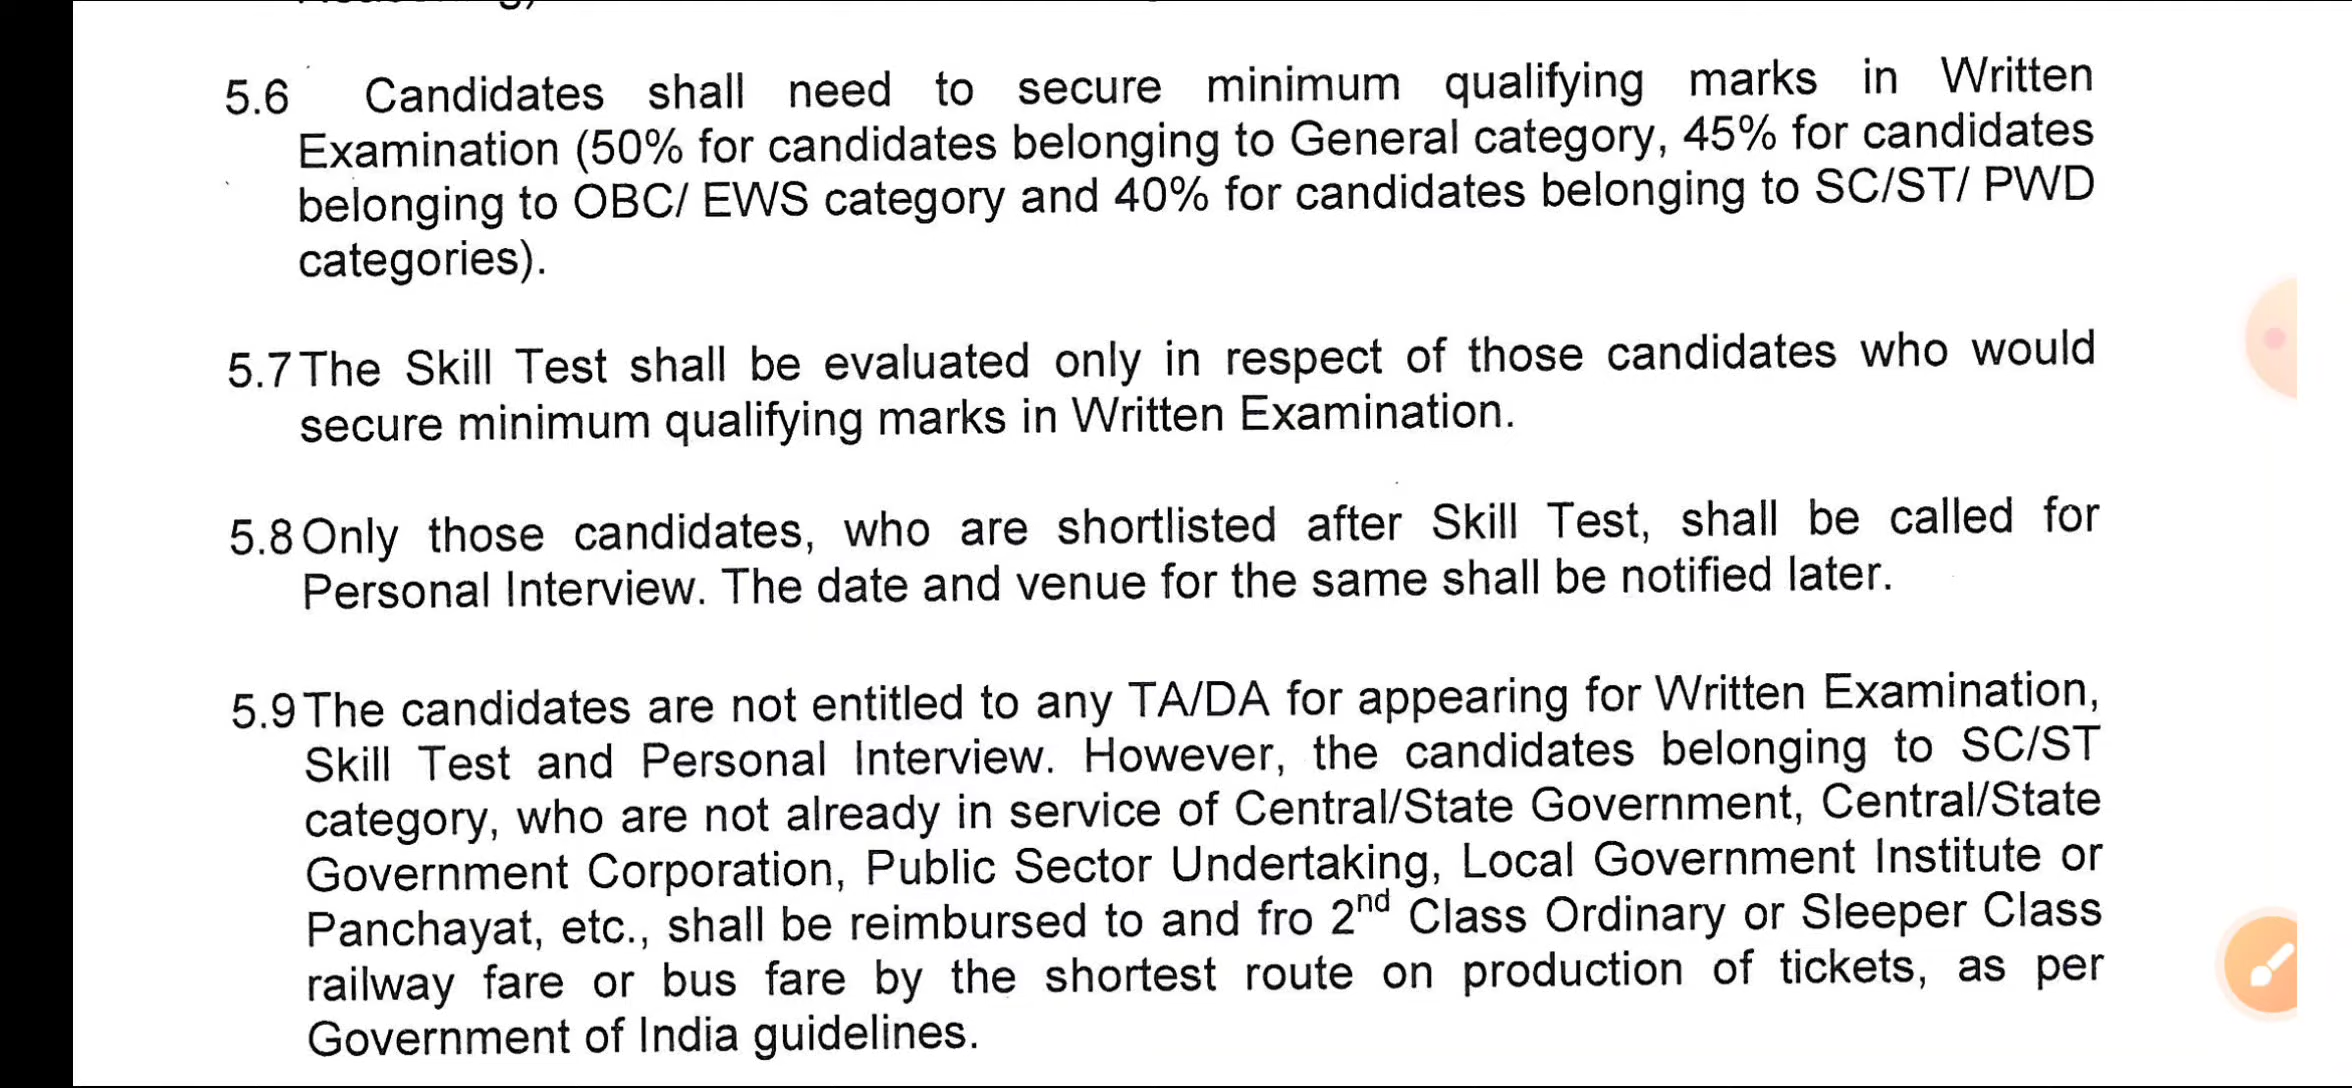 5.6 Candidates shall need to secure minimum qualifying marks in Written
Examination (50% for candidates belonging to General category, 45% for candidates
belonging to OBC/ EWS category and 40% for candidates belonging to SC/ST/ PWD
categories).
5.7 The Skill Test shall be evaluated only in respect of those candidates who would
secure minimum qualifying marks in Written Examination.
5.8 Only those candidates, who are shortlisted after Skill Test, shall be called for
Personal Interview. The date and venue for the same shall be notified later.
5.9 The candidates are not entitled to any TA/DA for appearing for Written Examination,
Skill Test and Personal Interview. However, the candidates belonging to SC/ST
category, who are not already in service of Central/State Government, Central/State
Government Corporation, Public Sector Undertaking, Local Government Institute or
Panchayat, etc., shall be reimbursed to and fro 2nd Class Ordinary or Sleeper Class
railway fare or bus fare by the shortest route on production of tickets, as per
Government of India guidelines.